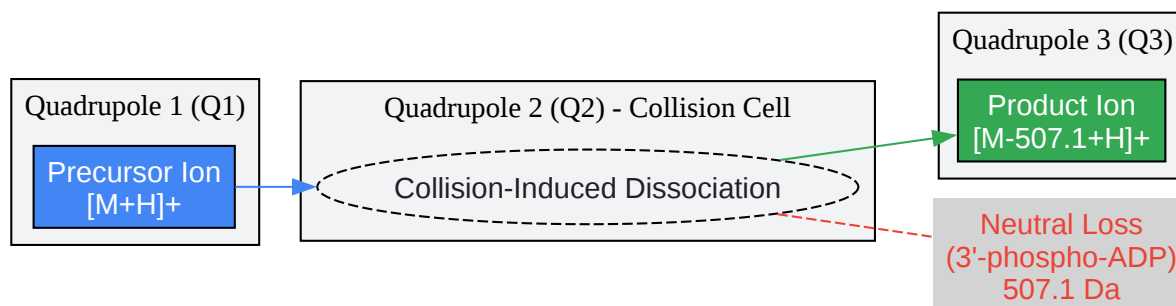 Quadrupole 1 (Q1)
Precursor Ion
[M+H]+
Quadrupole 2 (Q2) - Collision Cell
Collision-Induced Dissociation
Quadrupole 3 (Q3)
Product Ion
[M-507.1+H]+
Neutral Loss
(3'-phospho-ADP)
507.1 Da